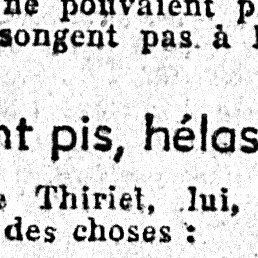 ne pouvaient p
songent pas à l
nt pis, hélas
e Thiriet, lui,
des choses :